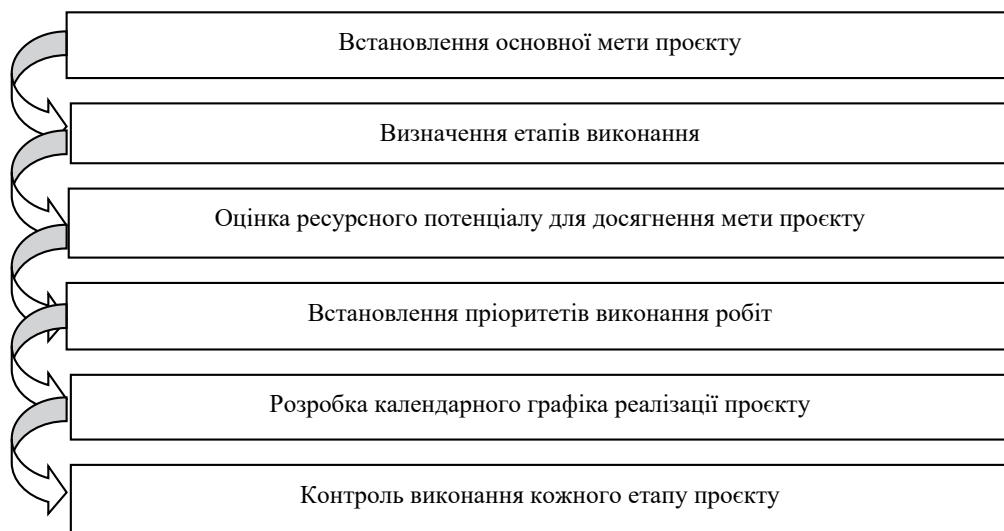 Встановлення основної мети проєкту
Визначення етапів виконання
Оцінка ресурсного потенціалу для досягнення мети проєкту
Встановлення пріоритетів виконання робіт
Розробка календарного графіка реалізації проєкту
Контроль виконання кожного етапу проєкту